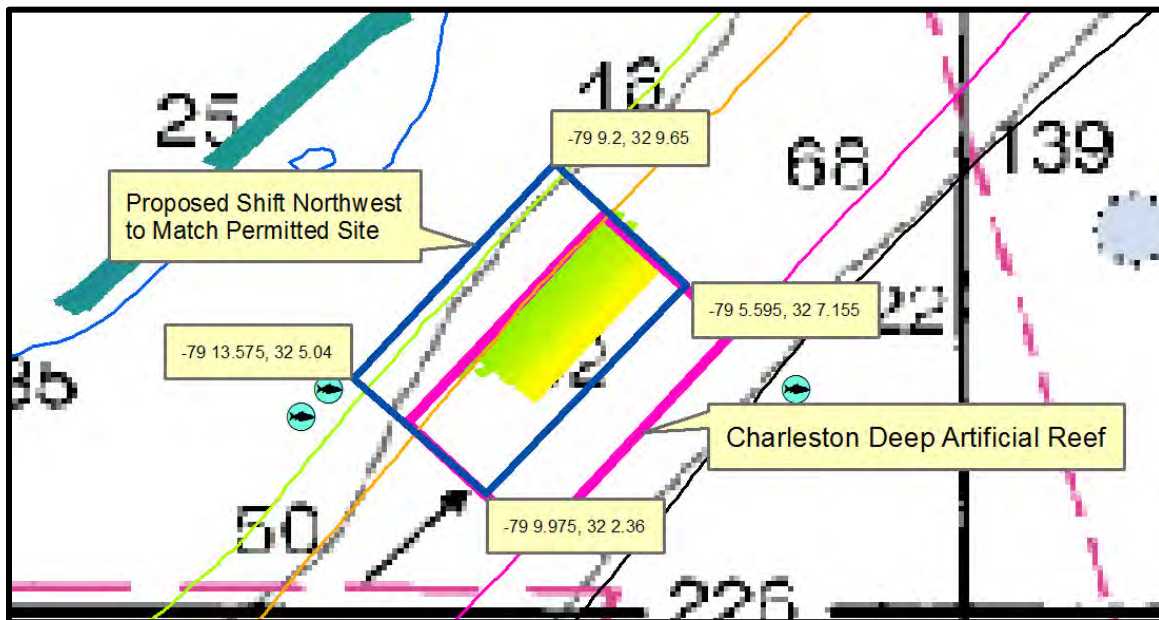 25
16
-79 9.2, 32 9.65
139
68
Proposed Shift Northwest
to Match Permitted Site
-79 5.595, 32 7.155
22
-79 13.575, 32 5.04
Charleston Deep Artificial Reef
-79 9.975, 32 2.36
50
226